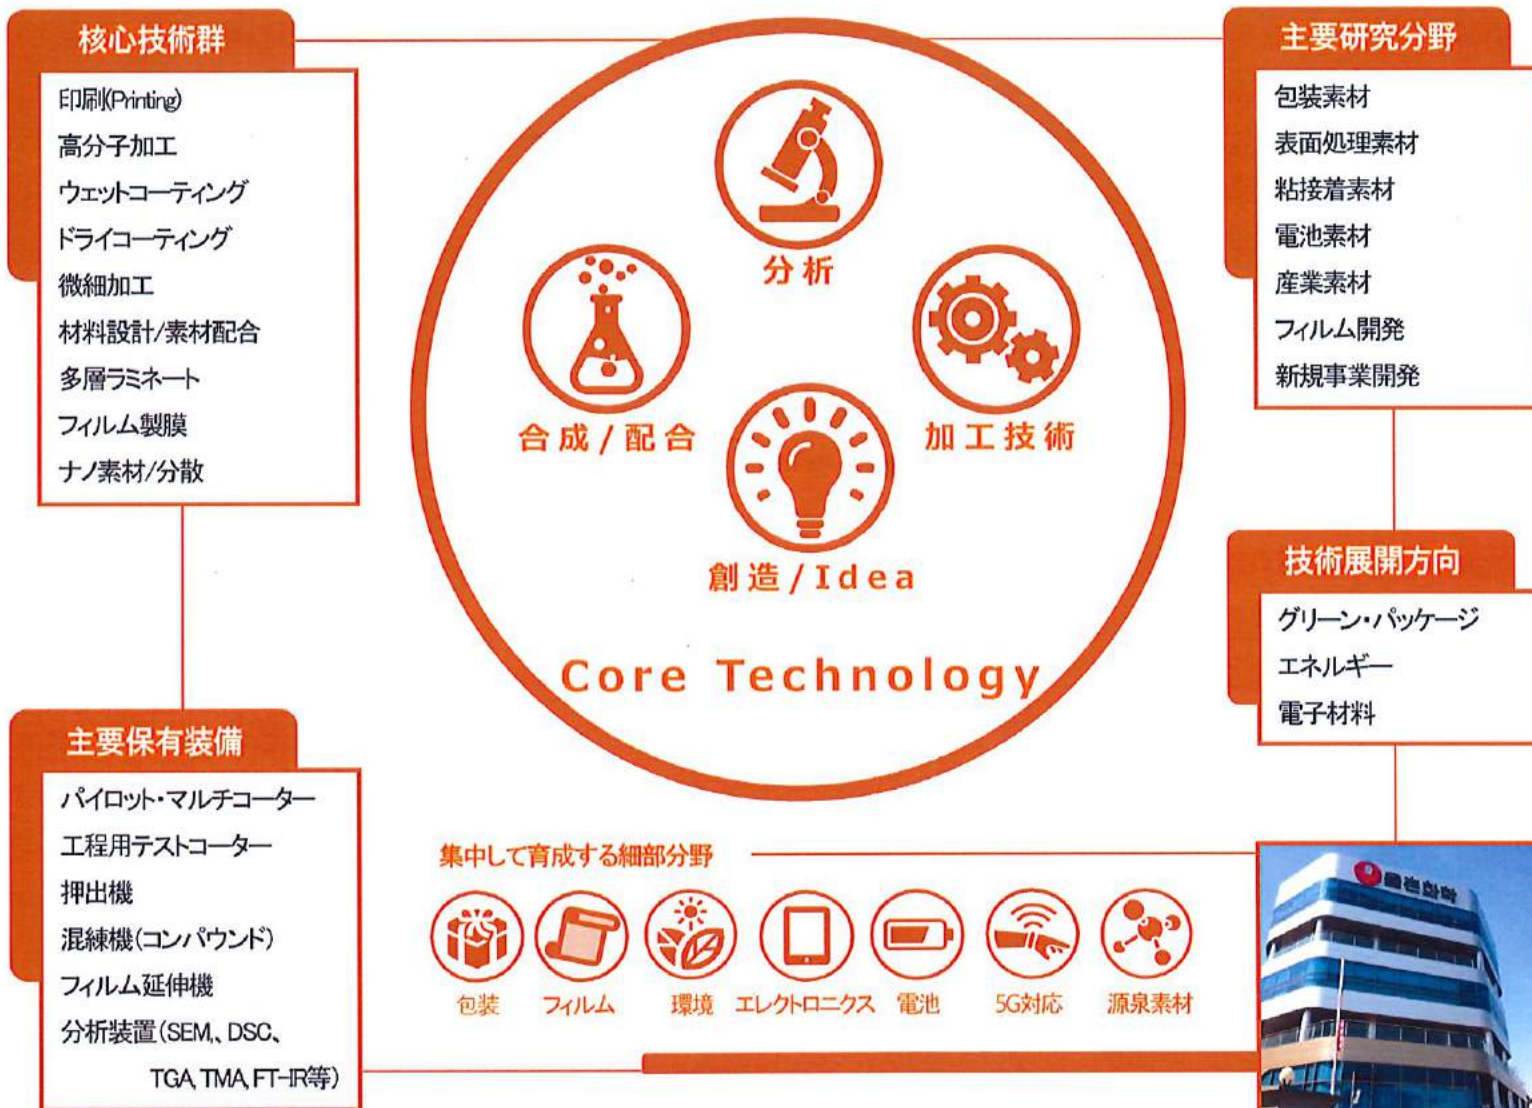 核心技術群
印刷(Printing)
高分子加工
ウェットコーティング
ドライコーティング
微細加工
材料設計/素材配合
多層ラミネート
フィルム製膜
ナノ素材/分散
主要保有装備
パイロット・マルチコーター
工程用テストコーター
押出機
混練機(コンパウンド)
フィルム延伸機
分析装置(SEM,、DSC、
TGA, TMA, FT-IR等)
分析
合成/配合
加工技術
創造/Idea
Core Technology
集中して育成する細部分野
包装
フィルム
環境
エレクトロニクス
電池
5G対応
源泉素材
主要研究分野
包装素材
表面処理素材
粘接着素材
電池素材
産業素材
フィルム開発
新規事業開発
技術展開方向
グリーン・パッケージ
エネルギー
電子材料